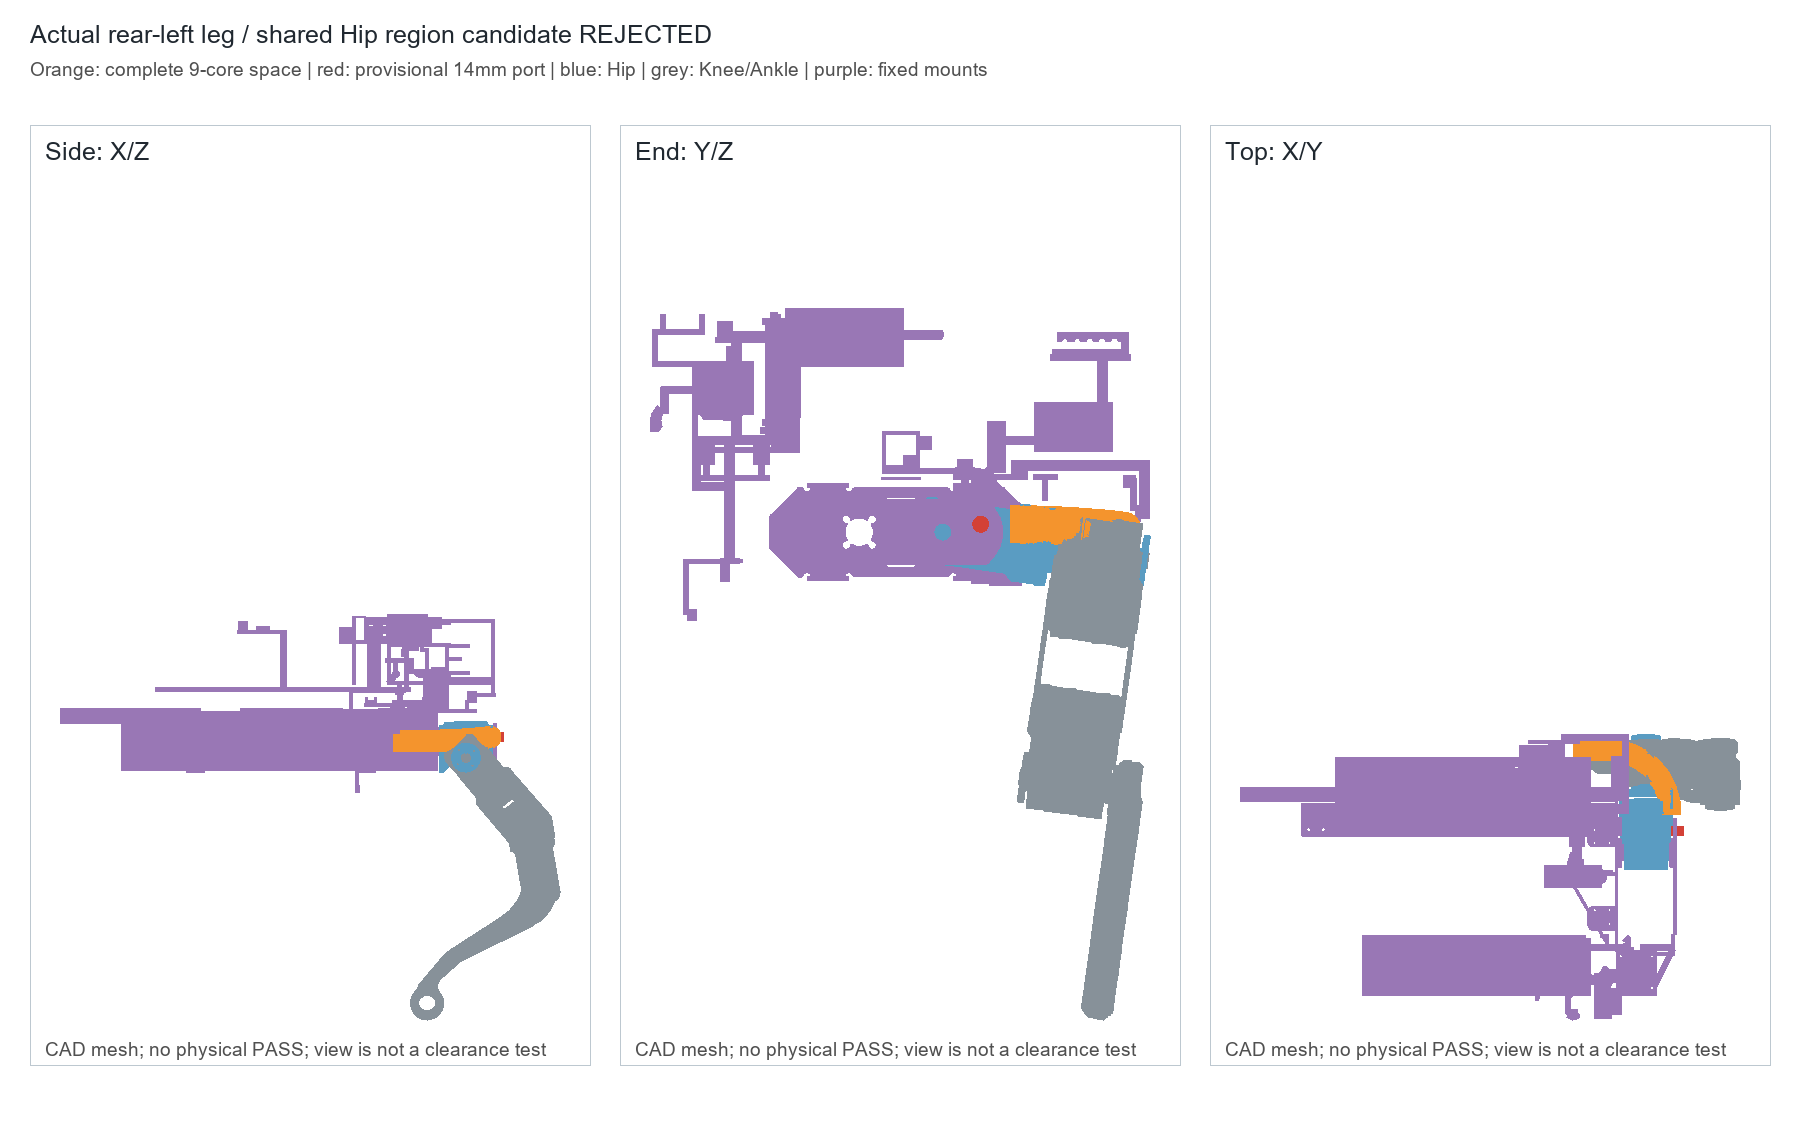 Actual rear-left leg / shared Hip region candidate REJECTED
Orange: complete 9-core space | red: provisional 14mm port | blue: Hip | grey: Knee/Ankle | purple: fixed mounts
Side: X/Z
End: Y/Z
Top: X/Y
CAD mesh; no physical PASS; view is not a clearance test
CAD mesh; no physical PASS; view is not a clearance test
CAD mesh; no physical PASS; view is not a clearance test